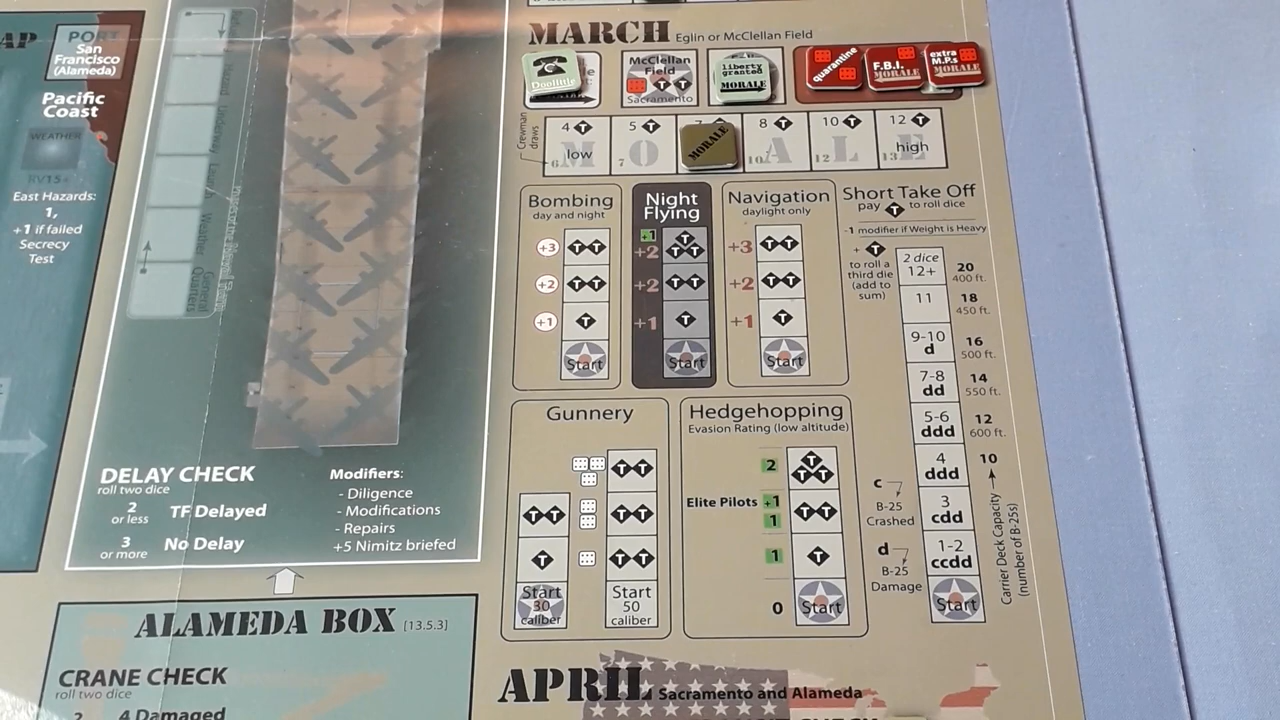 AP
PORT
San
Francisco
(Alameda)
Pacific
Coast
WEATHER
RV15+
East Hazards:
1,
+1 if failed
Secrecy
Test
General
Quarters
DELAY CHECK
roll two dice
2
or less
TF Delayed
3
or more
No Delay
Modifiers:
- Diligence
- Modifications
- Repairs
+5 Nimitz briefed
ALAMEDA BOX [13.5.3]
CRANE CHECK
roll two dice
2
4 Damaged
MARCH Eglin or McClellan Field
Doolittle
McClellan
Field
Sacramento
liberty
granted
MORALE
quarantine
F.B.I.
MORALE
extra
M.P.s
MORALE
Crewman
draws
4 T
5 T
7
8 T
10 T
12 T
M
low
O
MORALE
A
L
E
high
6
7
10
12
13
Bombing
day and night
+3 T T
+2 T T
+1 T
Start
Night
Flying
+1
+2 T T T
+2 T T
+1 T
Start
Navigation
daylight only
+3 T T
+2 T T
+1 T
Start
Short Take Off
pay T to roll dice
-1 modifier if Weight is Heavy
+ T
to roll a
third die
(add to
sum)
2 dice
12+
20
400 ft.
11
18
450 ft.
9-10
d
16
500 ft.
7-8
dd
14
550 ft.
5-6
ddd
12
600 ft.
4
ddd
10
3
cdd
1-2
ccdd
Start
c
B-25
Crashed
d
B-25
Damage
Carrier Deck Capacity
(number of B-25s)
Gunnery
T T
T T
T T
T
T T
Start
30
caliber
Start
50
caliber
Hedgehopping
Evasion Rating (low altitude)
2 T T T
Elite Pilots +1
1 T T
1 T
0 Start
APRIL Sacramento and Alameda